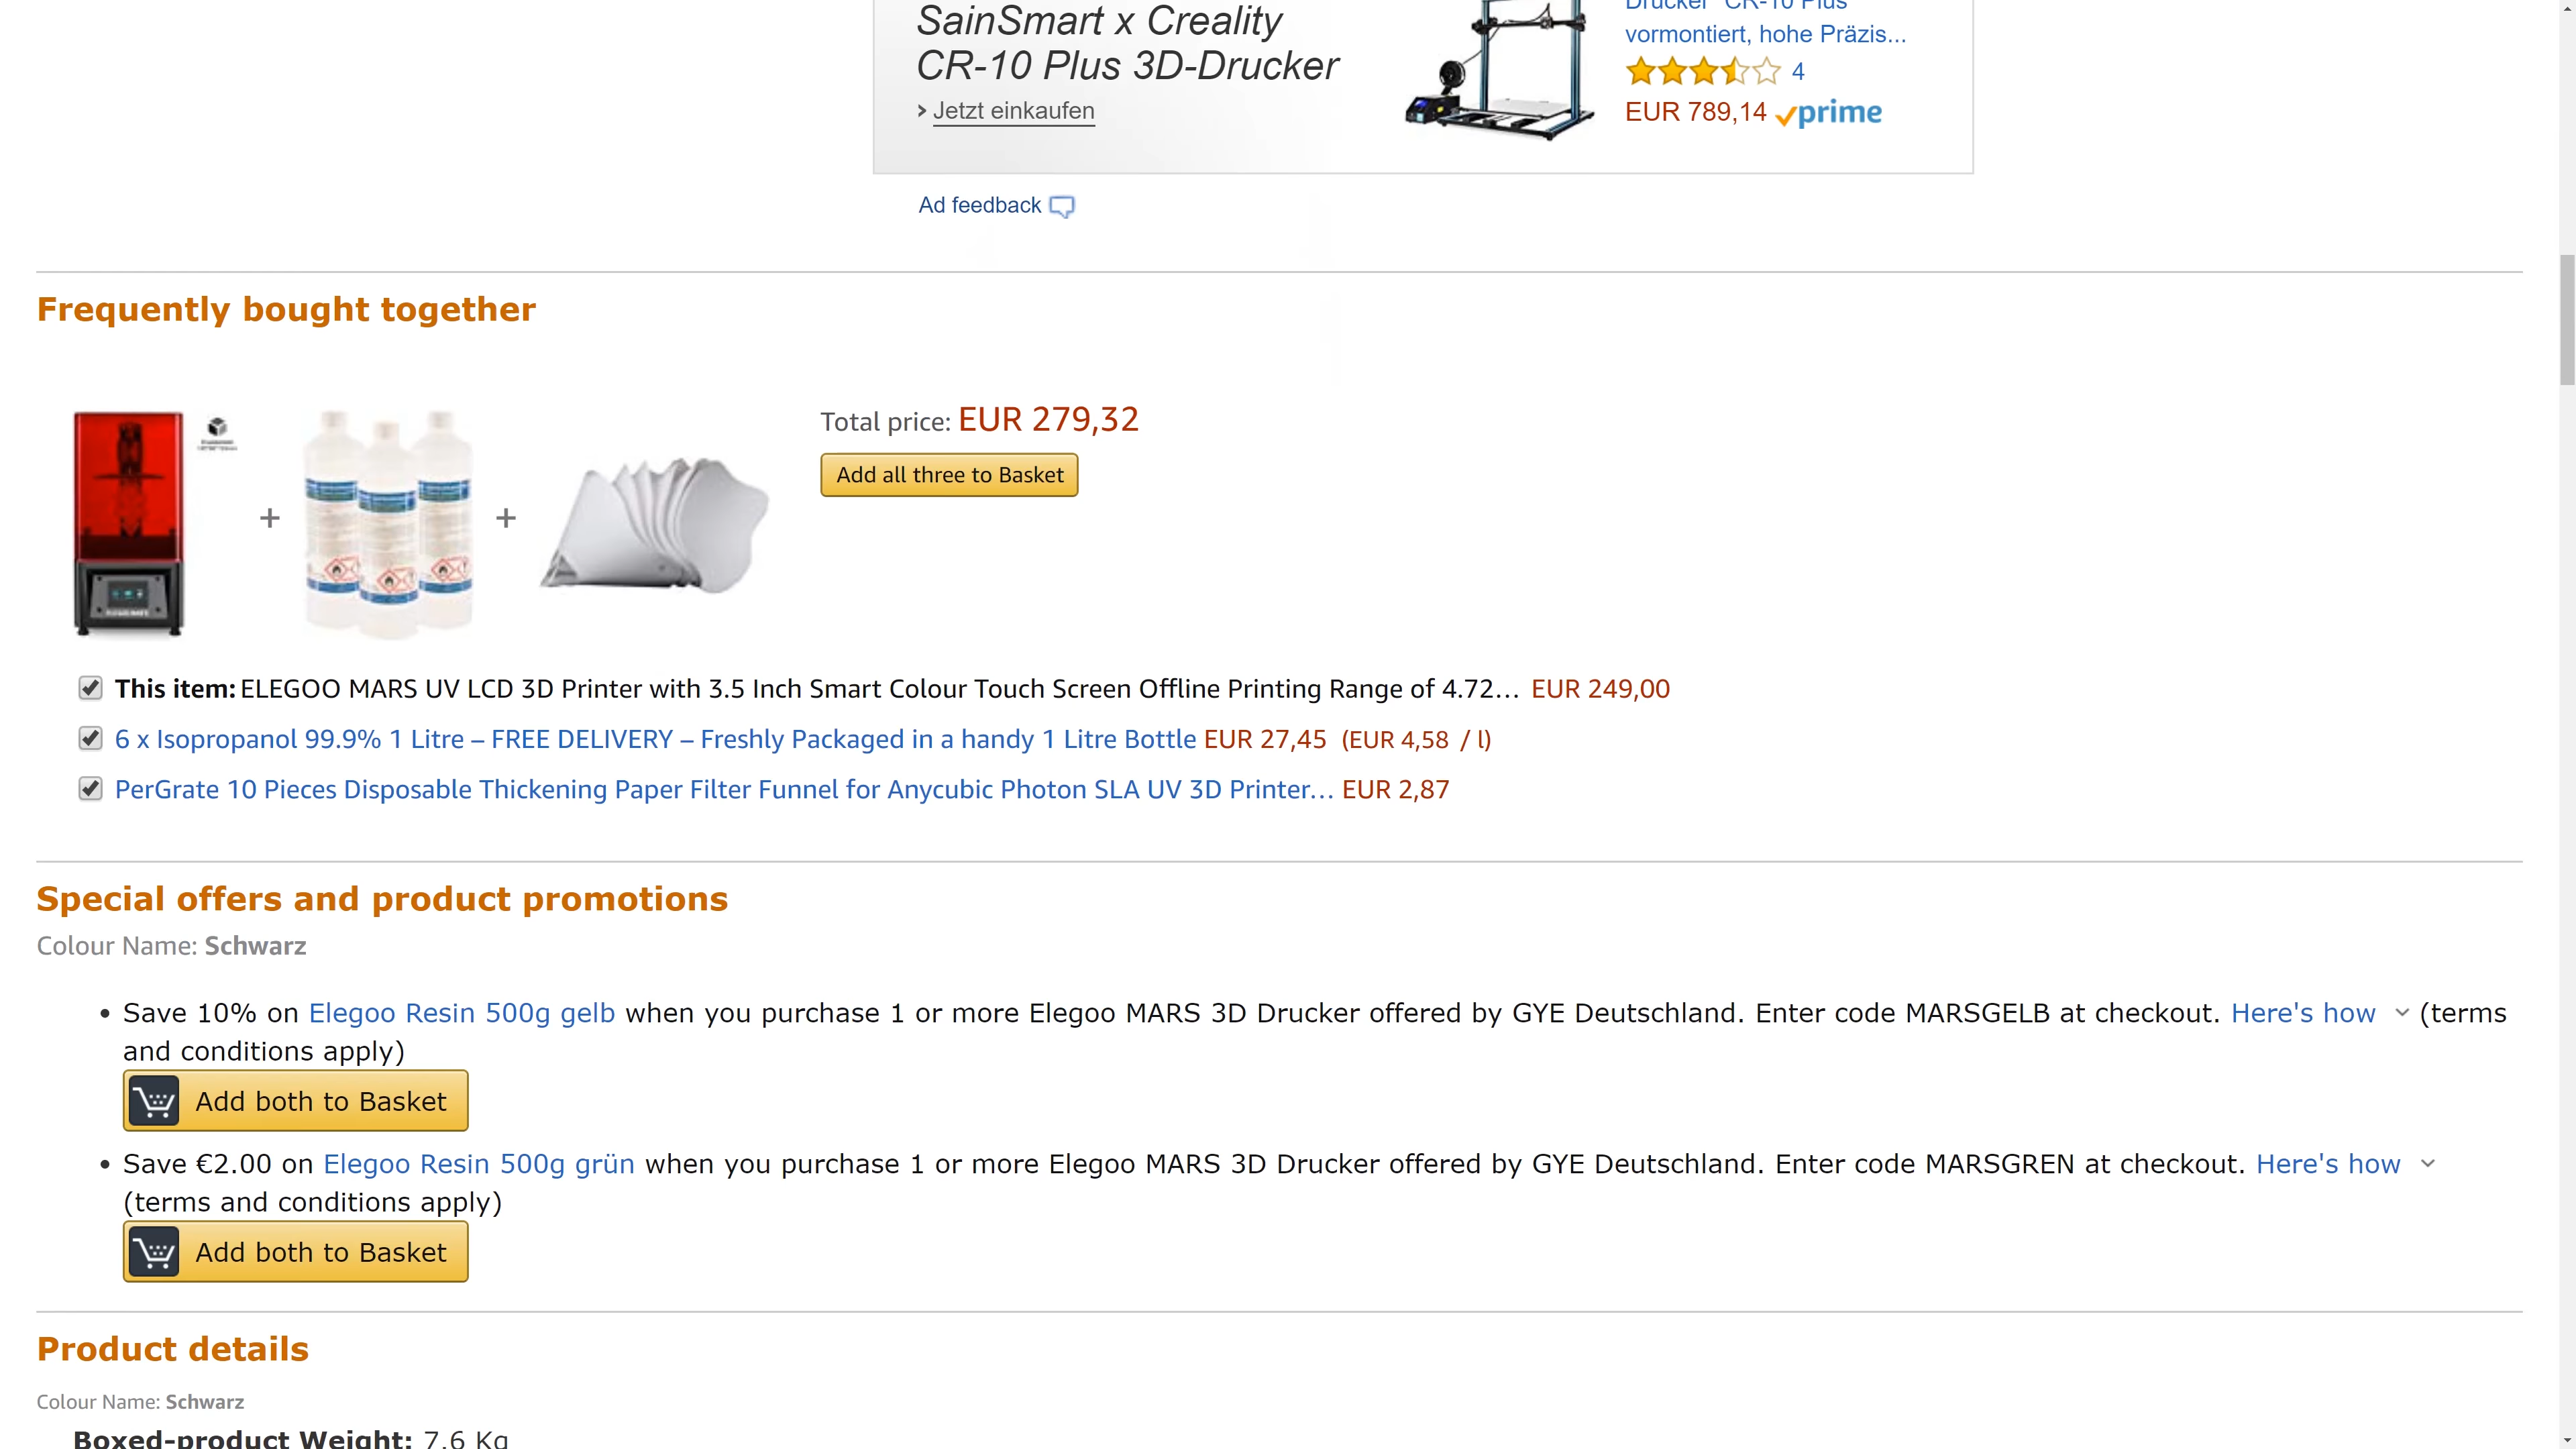 SainSmart x Creality
CR-10 Plus 3D-Drucker
Jetzt einkaufen
Drucker CR-10 Plus
vormontiert, hohe Präzis...
4
EUR 789,14 prime
Ad feedback
Frequently bought together
+ +
Total price: EUR 279,32
Add all three to Basket
This item: ELEGOO MARS UV LCD 3D Printer with 3.5 Inch Smart Colour Touch Screen Offline Printing Range of 4.72… EUR 249,00
6 x Isopropanol 99.9% 1 Litre – FREE DELIVERY – Freshly Packaged in a handy 1 Litre Bottle EUR 27,45 (EUR 4,58 / l)
PerGrate 10 Pieces Disposable Thickening Paper Filter Funnel for Anycubic Photon SLA UV 3D Printer… EUR 2,87
Special offers and product promotions
Colour Name: Schwarz
• Save 10% on Elegoo Resin 500g gelb when you purchase 1 or more Elegoo MARS 3D Drucker offered by GYE Deutschland. Enter code MARSGELB at checkout. Here's how (terms
and conditions apply)
Add both to Basket
• Save €2.00 on Elegoo Resin 500g grün when you purchase 1 or more Elegoo MARS 3D Drucker offered by GYE Deutschland. Enter code MARSGREN at checkout. Here's how
(terms and conditions apply)
Add both to Basket
Product details
Colour Name: Schwarz
Boxed-product Weight: 7.6 Kg